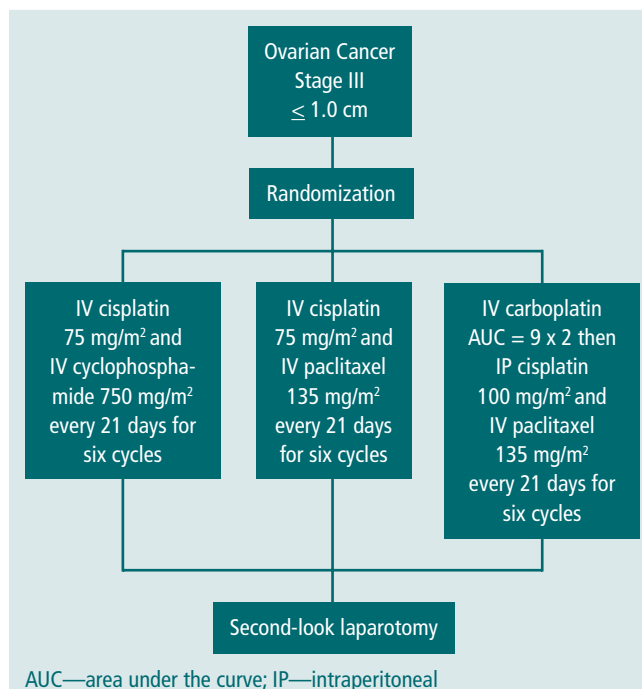 Ovarian Cancer
Stage III
≤ 1.0 cm
Randomization
IV cisplatin
75 mg/m²and
IV cyclophospha-
mide 750 mg/m²
every 21 days for
six cycles
IV cisplatin
75 mg/m² and
IV paclitaxel
135 mg/m²
every 21 days
for six cycles
IV carboplatin
AUC = 9 x 2 then
IP cisplatin
100 mg/m² and
IV paclitaxel
135 mg/m²
every 21 days for
six cycles
Second-look laparotomy
AUC—area under the curve; IP—intraperitoneal